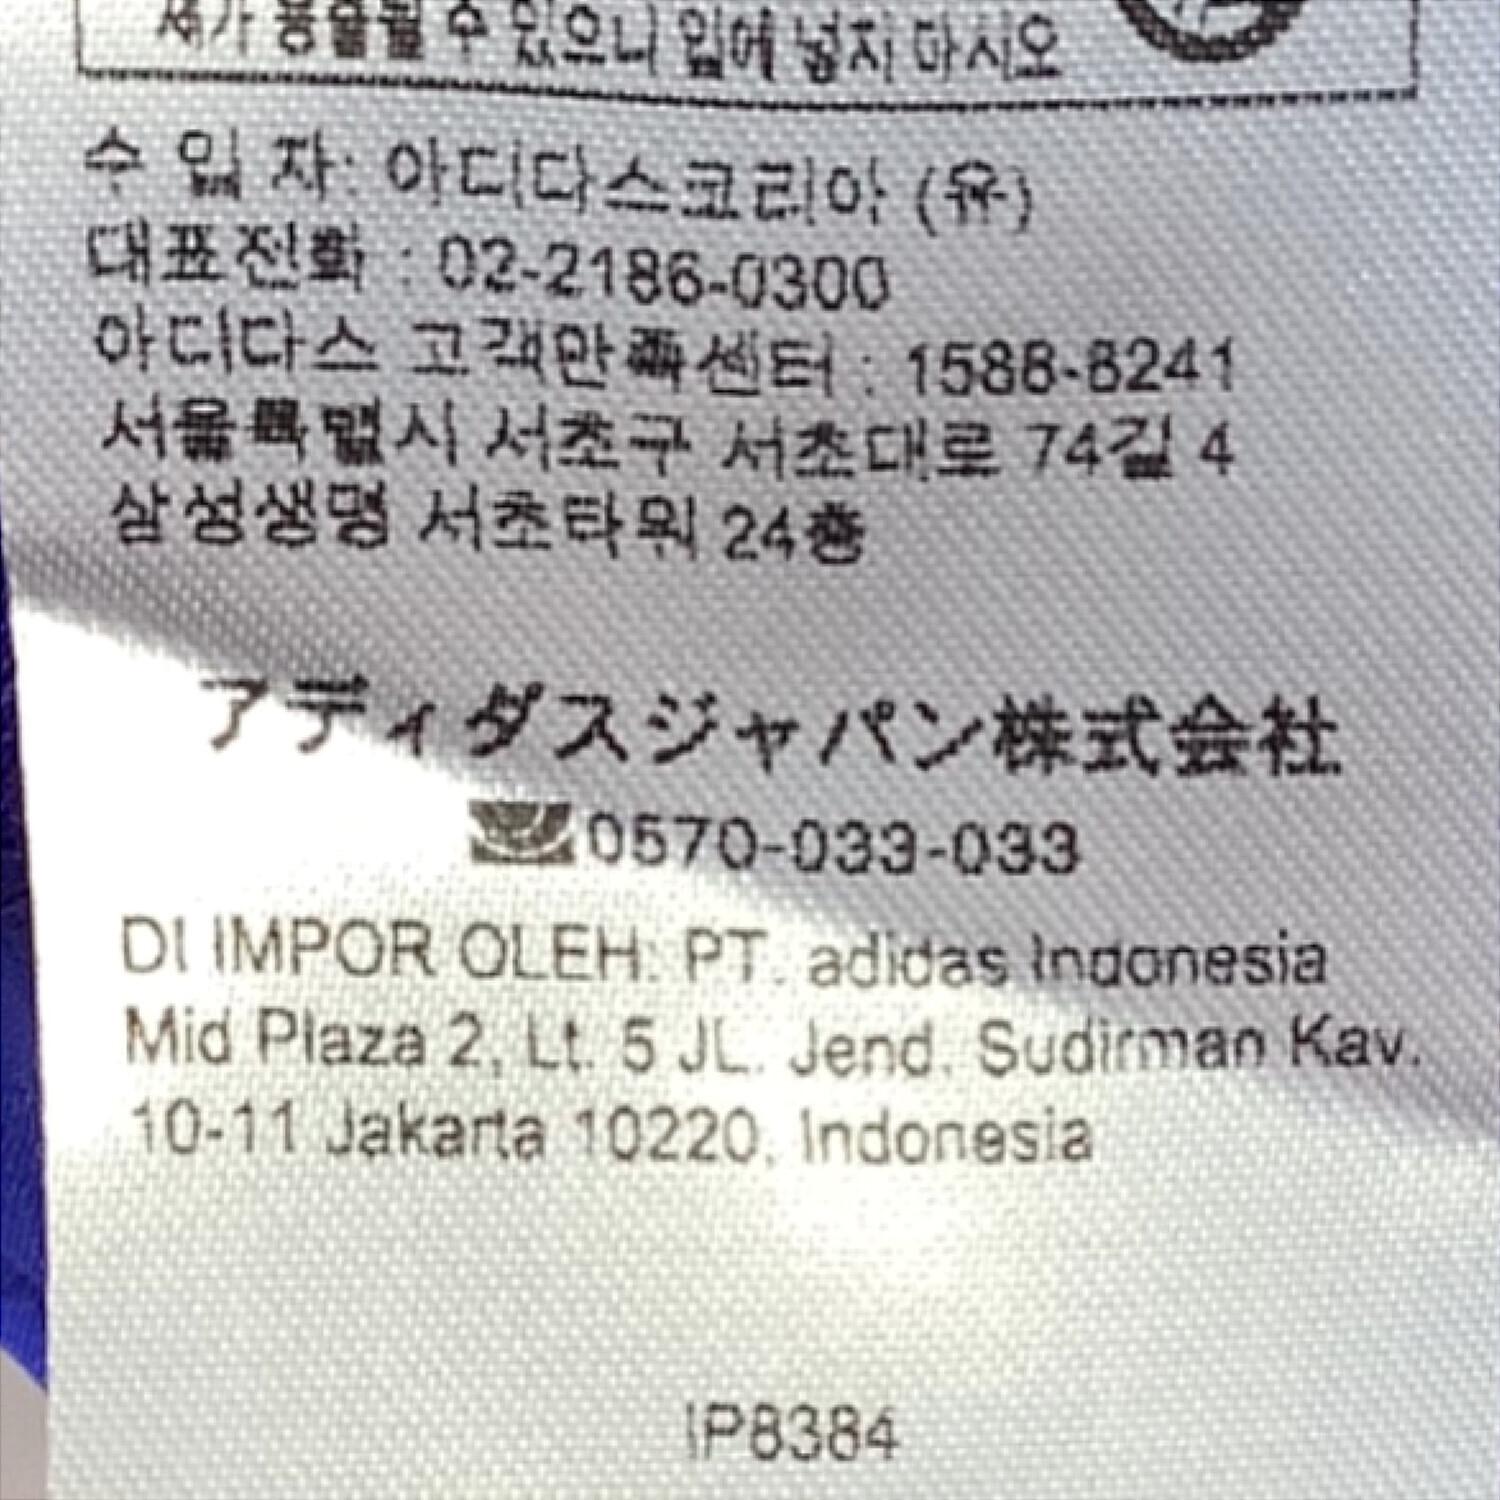 세가 용출될 수 있으니 입에 넣지 마시오
수 입 자: 아디다스코리아 (유)
대표전화 : 02-2186-0300
아디다스 고객만족센터 : 1588-8241
서울특별시 서초구 서초대로 74길 4
삼성생명 서초타워 24층
アディダスジャパン株式会社
0570-033-033
DI IMPOR OLEH: PT. adidas Indonesia
Mid Plaza 2, Lt. 5 JL. Jend. Sudirman Kav.
10-11 Jakarta 10220, Indonesia
IP8384